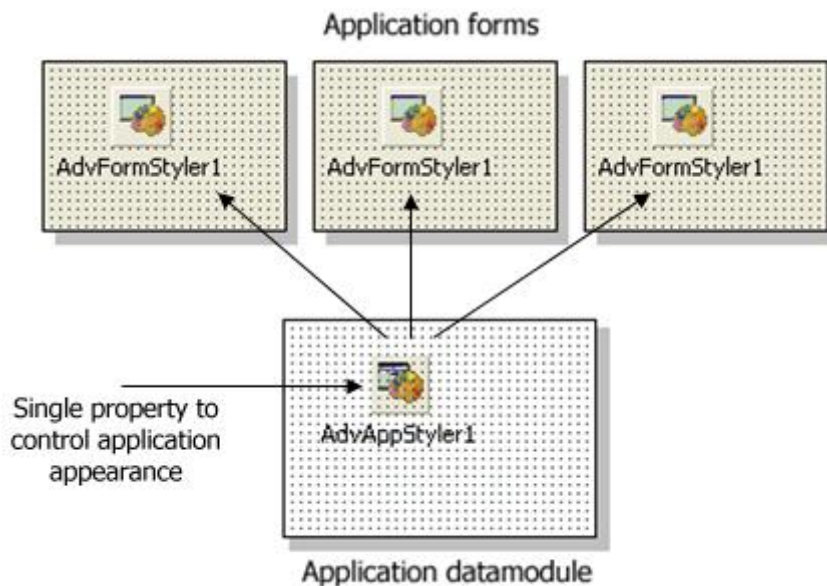 Application forms
AdvFormStyler1
AdvFormStyler1
AdvFormStyler1
Single property to
control application
appearance
AdvAppStyler1
Application datamodule